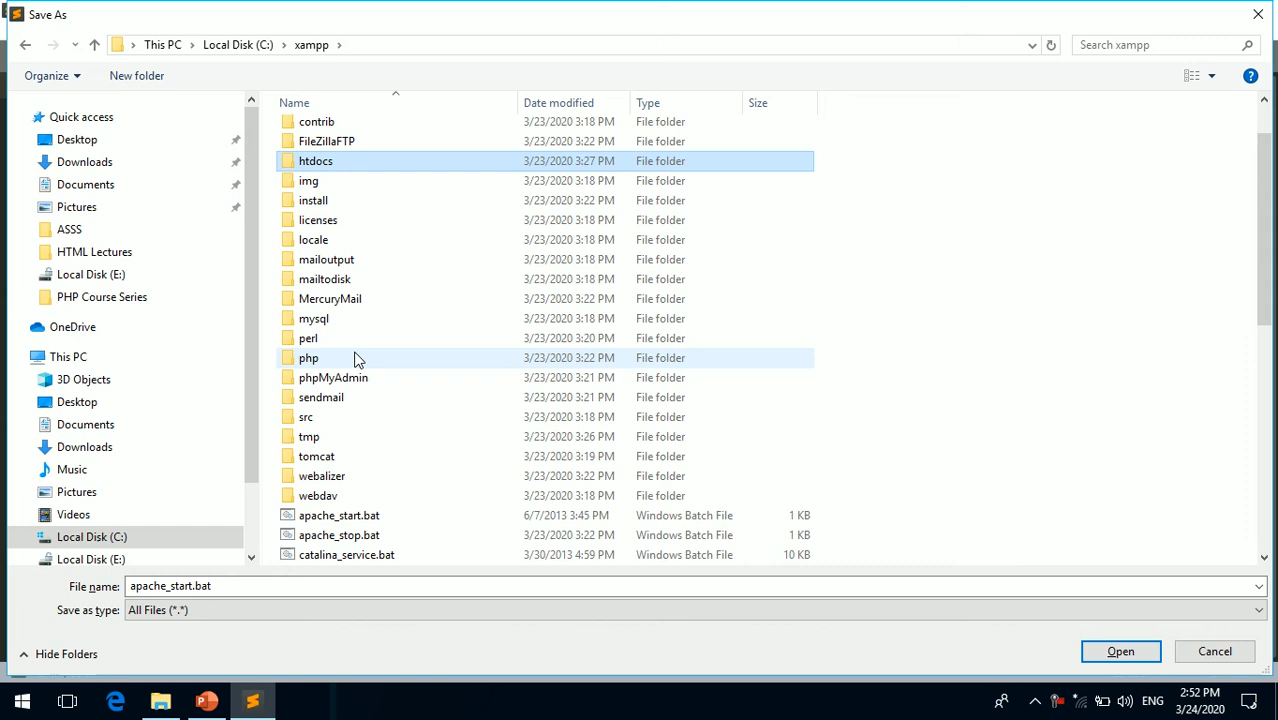 Save As
This PC Local Disk (C:) xampp
Search xampp
Organize
New folder
Name Date modified Type Size
Quick access
Desktop
Downloads
Documents
Pictures
ASSS
HTML Lectures
Local Disk (E:)
PHP Course Series
OneDrive
This PC
3D Objects
Desktop
Documents
Downloads
Music
Pictures
Videos
Local Disk (C:)
Local Disk (E:)
contrib 3/23/2020 3:18 PM File folder
FileZillaFTP 3/23/2020 3:22 PM File folder
htdocs 3/23/2020 3:27 PM File folder
img 3/23/2020 3:18 PM File folder
install 3/23/2020 3:22 PM File folder
licenses 3/23/2020 3:18 PM File folder
locale 3/23/2020 3:18 PM File folder
mailoutput 3/23/2020 3:18 PM File folder
mailtodisk 3/23/2020 3:18 PM File folder
MercuryMail 3/23/2020 3:22 PM File folder
mysql 3/23/2020 3:18 PM File folder
perl 3/23/2020 3:20 PM File folder
php 3/23/2020 3:22 PM File folder
phpMyAdmin 3/23/2020 3:21 PM File folder
sendmail 3/23/2020 3:21 PM File folder
src 3/23/2020 3:18 PM File folder
tmp 3/23/2020 3:26 PM File folder
tomcat 3/23/2020 3:19 PM File folder
webalizer 3/23/2020 3:22 PM File folder
webdav 3/23/2020 3:18 PM File folder
apache_start.bat 6/7/2013 3:45 PM Windows Batch File 1 KB
apache_stop.bat 3/23/2020 3:22 PM Windows Batch File 1 KB
catalina_service.bat 3/30/2013 4:59 PM Windows Batch File 10 KB
File name: apache_start.bat
Save as type: All Files (*.*)
Hide Folders
Open
Cancel
ENG
2:52 PM
3/24/2020